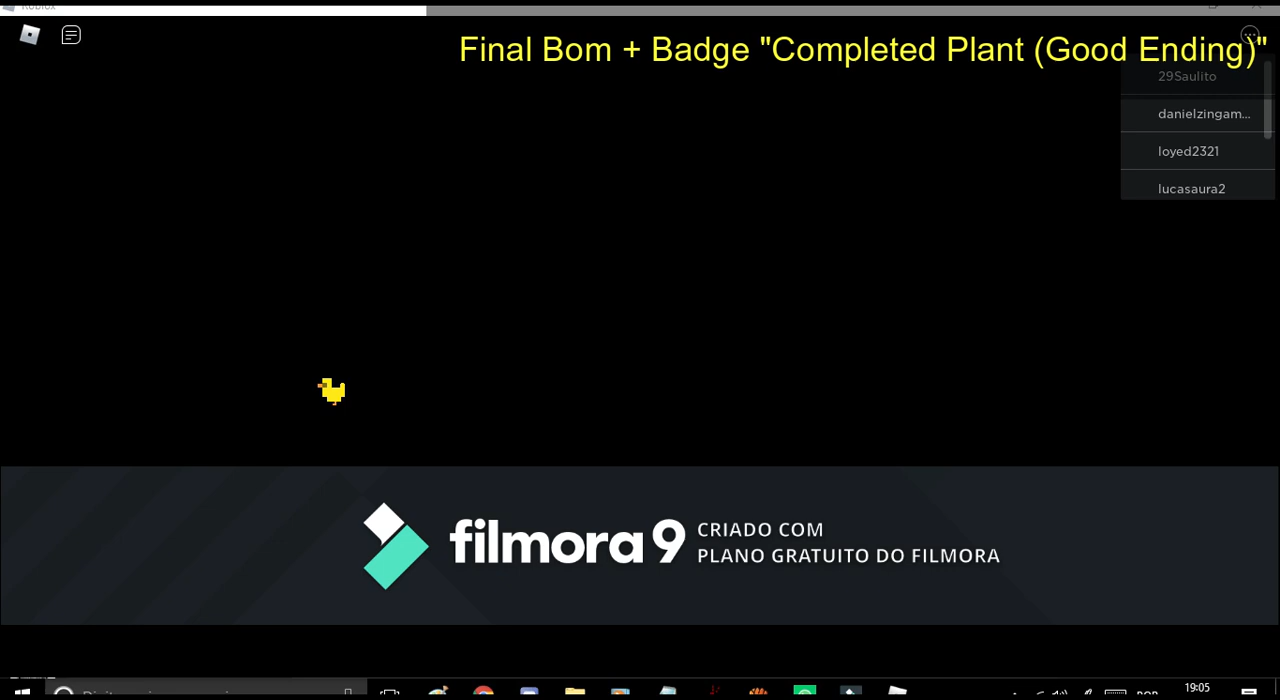 Roblox
Final Bom + Badge "Completed Plant (Good Ending)"
29Saulito
danielzingam...
loyed2321
lucasaura2
filmora 9
CRIADO COM
PLANO GRATUITO DO FILMORA
19:05